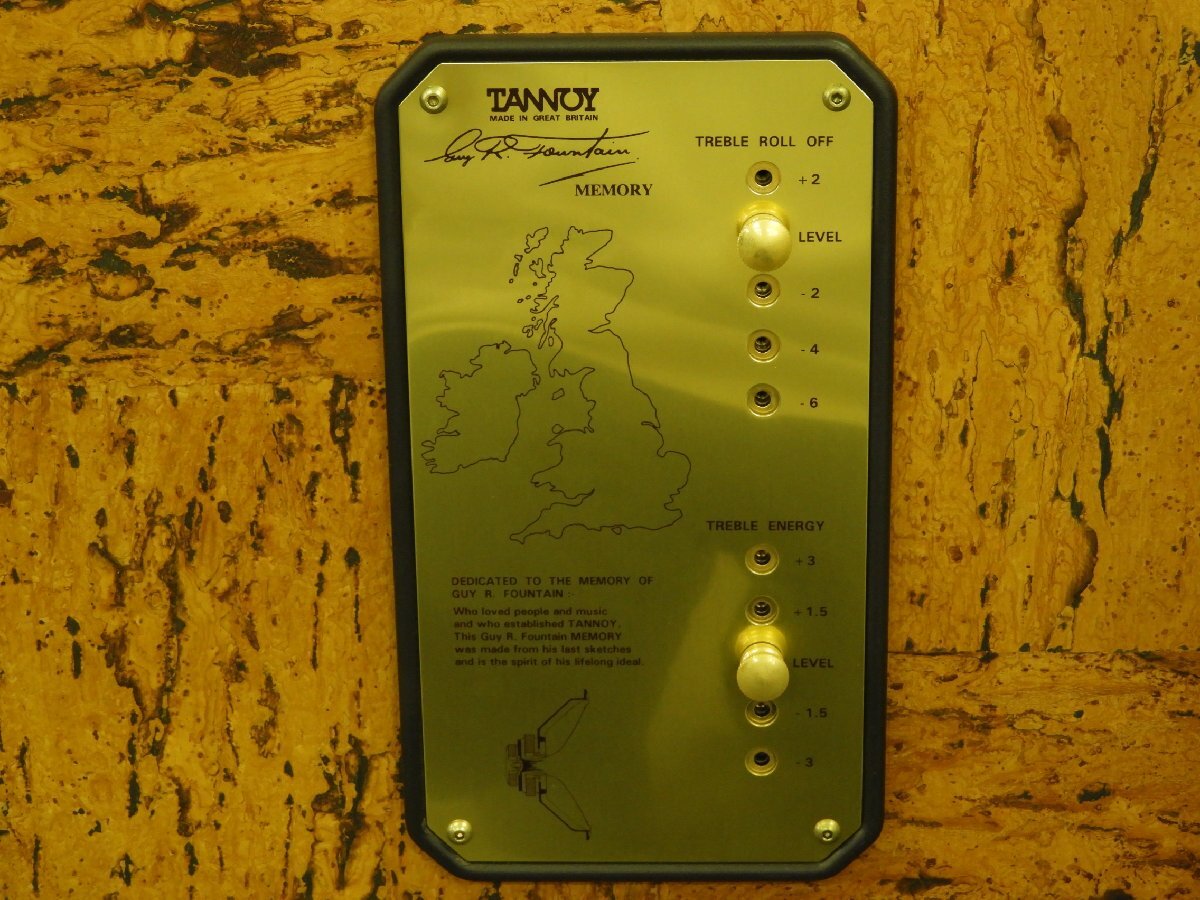 TANNOY
MADE IN GREAT BRITAIN
Guy R. Fountain
MEMORY
TREBLE ROLL OFF
+2
LEVEL
-2
-4
-6
TREBLE ENERGY
+3
+1.5
LEVEL
-1.5
-3
DEDICATED TO THE MEMORY OF
GUY R. FOUNTAIN :-
Who loved people and music
and who established TANNOY.
This Guy R. Fountain MEMORY
was made from his last sketches
and is the spirit of his lifelong ideal.